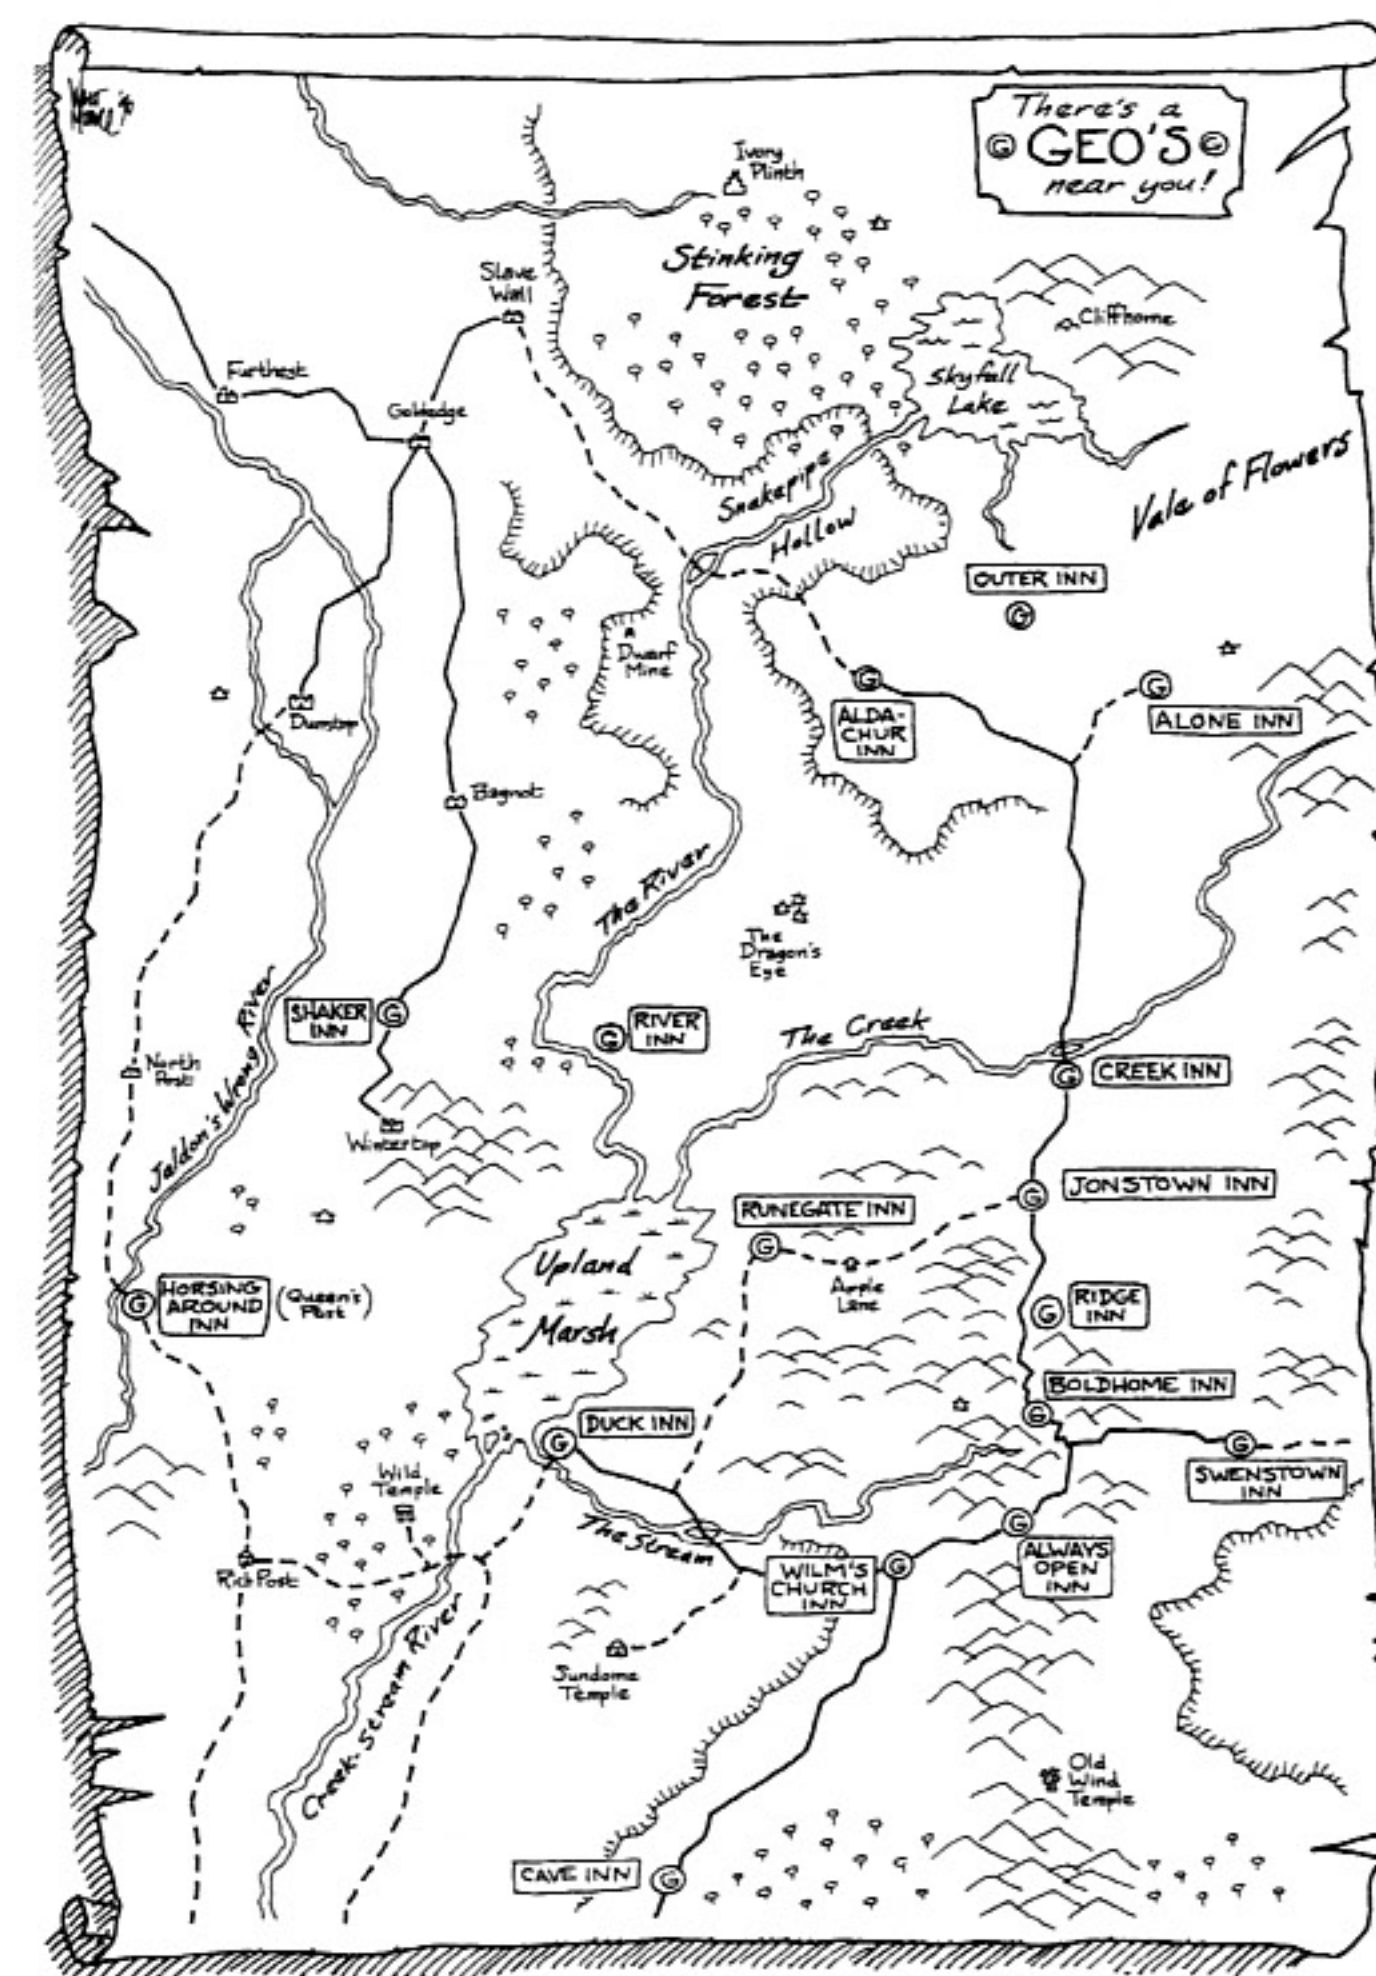 There's a
G GEO'S G
near you!
Ivory
Plinth
Stinking
Forest
Slave
Wall
Cliffhome
Skyfall
Lake
Furthest
Goldedge
Vale of Flowers
Snakepipe
Hollow
OUTER INN
G
Dwarf
Mine
G
ALDA-
CHUR
INN
G
ALONE INN
Dunstop
Bagnot
The River
The
Dragon's
Eye
SHAKER
INN
G
G
RIVER
INN
The Creek
North
Post
G
CREEK INN
Jaldon's Wrong River
Wintertop
G
JONSTOWN INN
RUNEGATE INN
G
Upland
Marsh
Apple
Lane
G
HORSING
AROUND
INN
(Queen's
Post)
G
RIDGE
INN
BOLDHOME INN
G
DUCK INN
G
G
SWENSTOWN
INN
Wild
Temple
The Stream
G
ALWAYS
OPEN
INN
WILM'S
CHURCH
INN
G
Rich Post
Creek-Stream River
Sundome
Temple
Old
Wind
Temple
CAVE INN
G